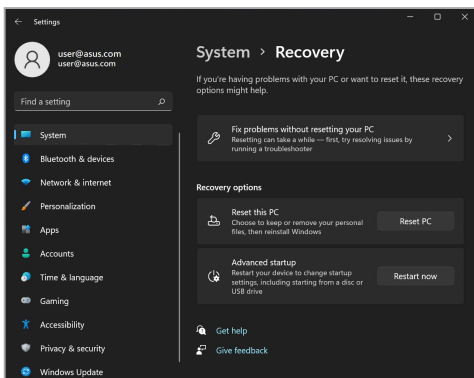 Settings
user@asus.com
user@asus.com
Find a setting
System
Bluetooth & devices
Network & internet
Personalization
Apps
Accounts
Time & language
Gaming
Accessibility
Privacy & security
Windows Update
System > Recovery
If you're having problems with your PC or want to reset it, these recovery
options might help.
Fix problems without resetting your PC
Resetting can take a while — first, try resolving issues by
running a troubleshooter
Recovery options
Reset this PC
Choose to keep or remove your personal
files, then reinstall Windows
Reset PC
Advanced startup
Restart your device to change startup
settings, including starting from a disc or
USB drive
Restart now
Get help
Give feedback